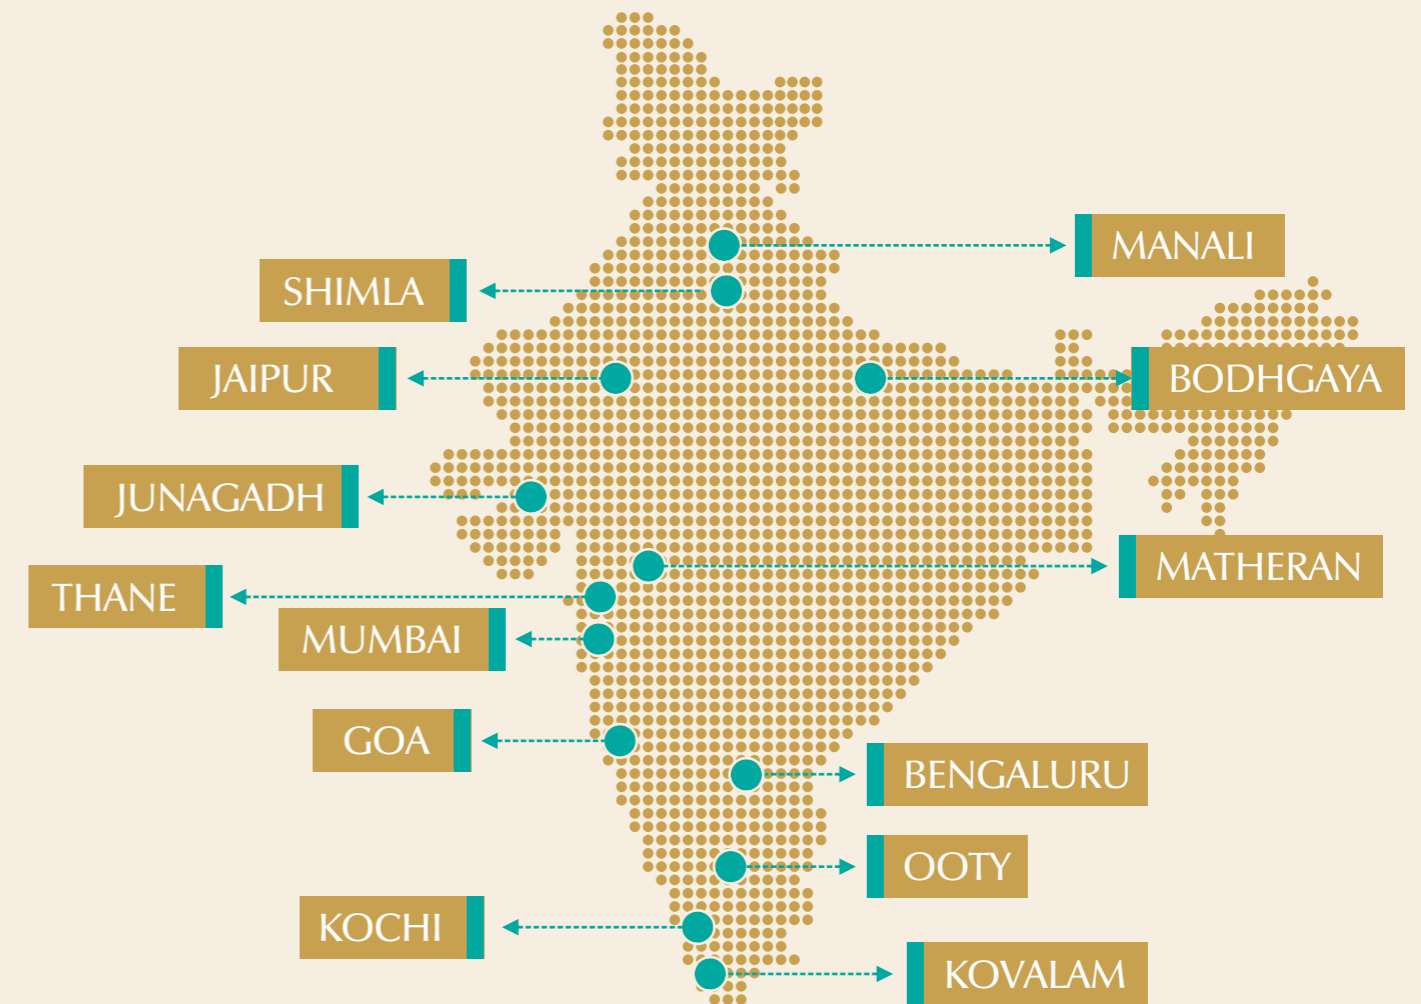 MANALI
SHIMLA
JAIPUR
BODHGAYA
JUNAGADH
MATHERAN
THANE
MUMBAI
GOA
BENGALURU
OOTY
KOCHI
KOVALAM